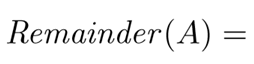 Remainder(A) =